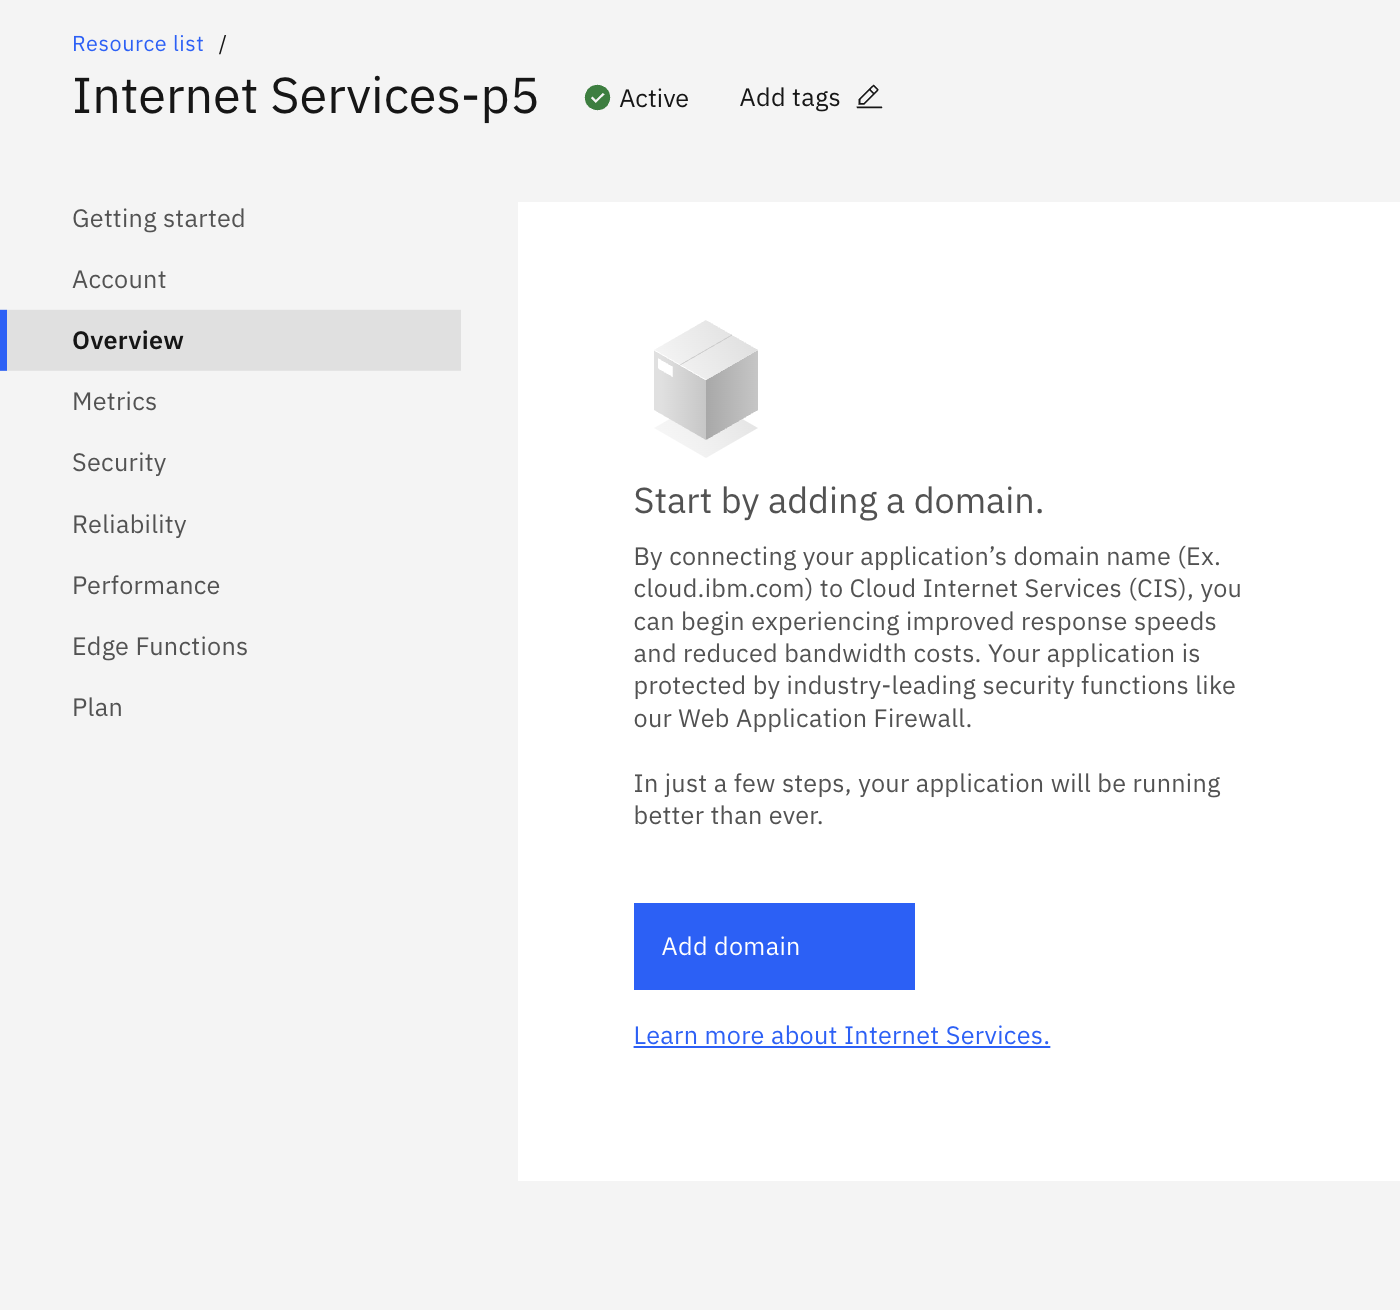 Resource list /
Internet Services-p5
Active
Add tags
Getting started
Account
Overview
Metrics
Security
Reliability
Performance
Edge Functions
Plan
Start by adding a domain.
By connecting your application’s domain name (Ex.
cloud.ibm.com) to Cloud Internet Services (CIS), you
can begin experiencing improved response speeds
and reduced bandwidth costs. Your application is
protected by industry-leading security functions like
our Web Application Firewall.
In just a few steps, your application will be running
better than ever.
Add domain
Learn more about Internet Services.